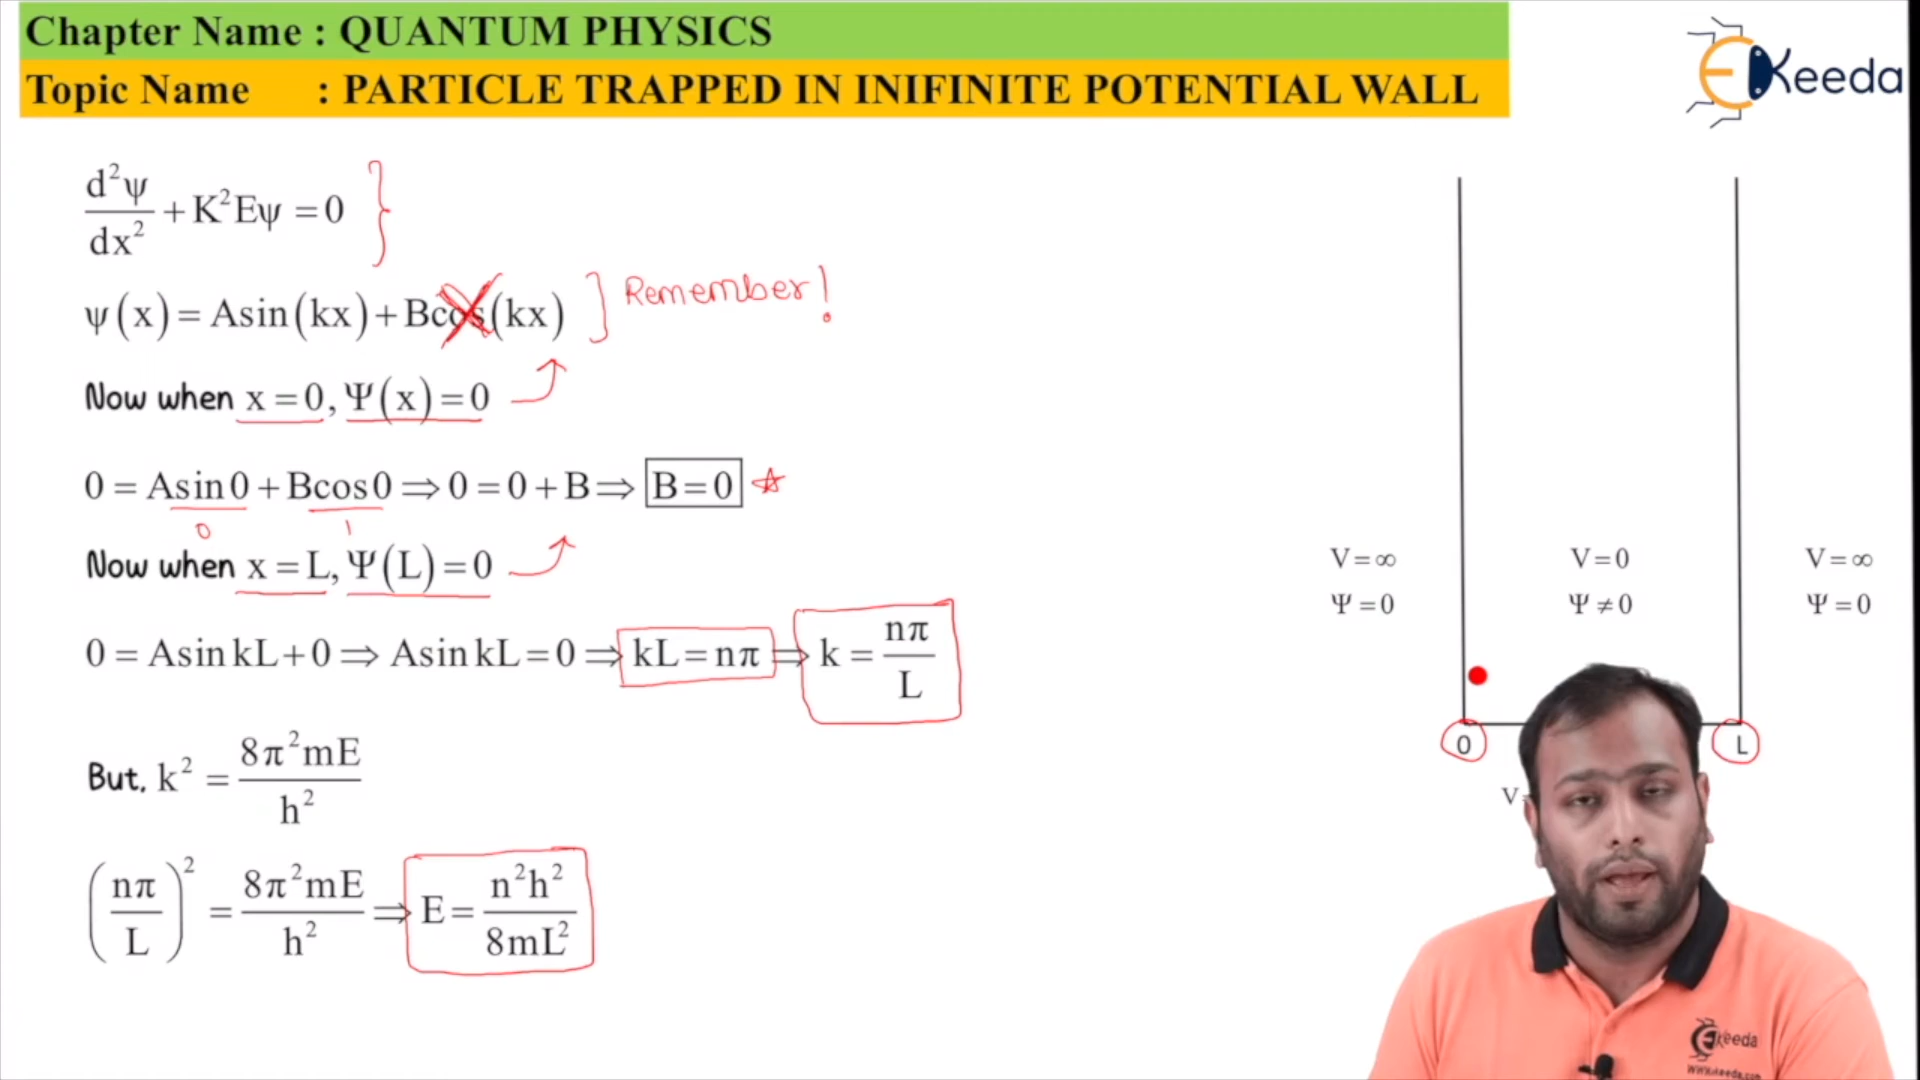 Chapter Name : QUANTUM PHYSICS
Topic Name : PARTICLE TRAPPED IN INIFINITE POTENTIAL WALL
EKeeda
d²ψ/dx² + K²Eψ = 0
ψ(x) = Asin(kx) + Bcos(kx)
Remember!
Now when x = 0, Ψ(x) = 0
0 = Asin0 + Bcos0 ⇒ 0 = 0 + B ⇒ B = 0
0 1
Now when x = L, Ψ(L) = 0
0 = AsinkL + 0 ⇒ AsinkL = 0 ⇒ kL = nπ ⇒ k = nπ/L
But, k² = 8π²mE/h²
(nπ/L)² = 8π²mE/h² ⇒ E = n²h²/8mL²
V = ∞ V = 0 V = ∞
Ψ = 0 Ψ ≠ 0 Ψ = 0
0 L
V
EKeeda